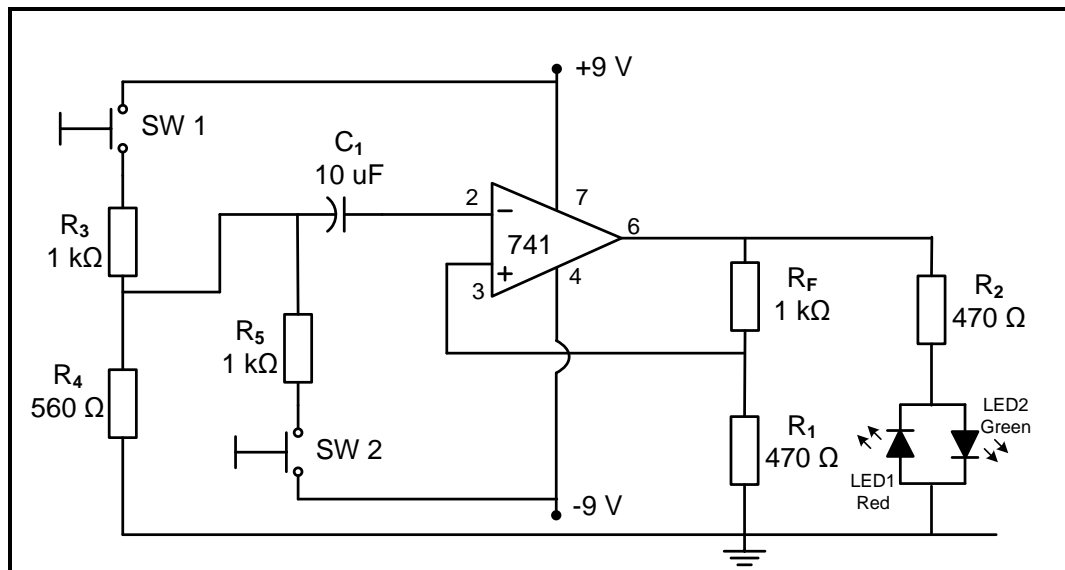 +9 V
SW 1
C₁
10 uF
2
7
6
R₃
1 kΩ
–
741
+
3
4
R_F
1 kΩ
R₂
470 Ω
R₅
1 kΩ
R₄
560 Ω
SW 2
R₁
470 Ω
LED2
Green
LED1
Red
-9 V